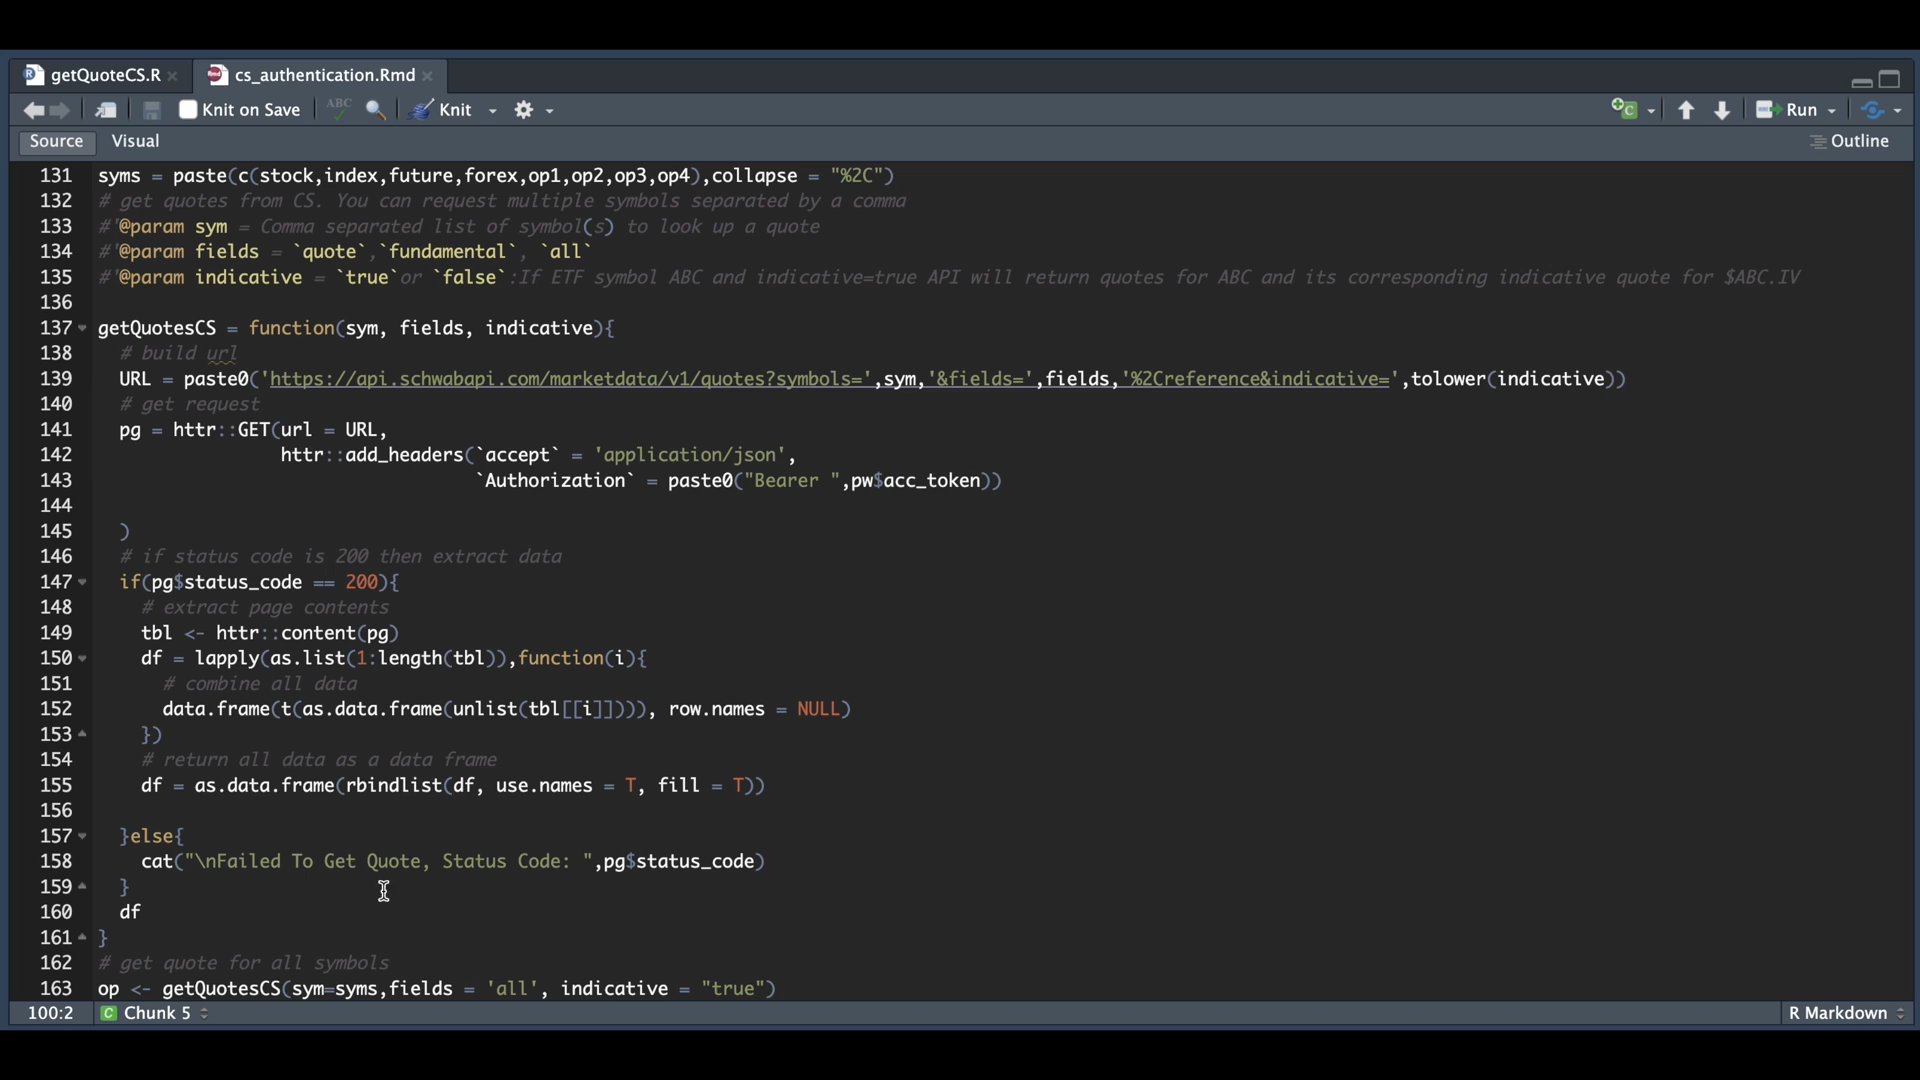 getQuoteCS.R
cs_authentication.Rmd
Knit on Save
ABC
Knit
Run
Source
Visual
Outline
131 syms = paste(c(stock,index,future,forex,op1,op2,op3,op4),collapse = "%2C")
132 # get quotes from CS. You can request multiple symbols separated by a comma
133 #'@param sym = Comma separated list of symbol(s) to look up a quote
134 #'@param fields = `quote`,`fundamental`, `all`
135 #'@param indicative = `true`or `false`:If ETF symbol ABC and indicative=true API will return quotes for ABC and its corresponding indicative quote for $ABC.IV
136
137 getQuotesCS = function(sym, fields, indicative){
138 # build url
139 URL = paste0('https://api.schwabapi.com/marketdata/v1/quotes?symbols=',sym,'&fields=',fields,'%2Creference&indicative=',tolower(indicative))
140 # get request
141 pg = httr::GET(url = URL,
142 httr::add_headers(`accept` = 'application/json',
143 `Authorization` = paste0("Bearer ",pw$acc_token))
144
145 )
146 # if status code is 200 then extract data
147 if(pg$status_code == 200){
148 # extract page contents
149 tbl <- httr::content(pg)
150 df = lapply(as.list(1:length(tbl)),function(i){
151 # combine all data
152 data.frame(t(as.data.frame(unlist(tbl[[i]]))), row.names = NULL)
153 })
154 # return all data as a data frame
155 df = as.data.frame(rbindlist(df, use.names = T, fill = T))
156
157 }else{
158 cat("\nFailed To Get Quote, Status Code: ",pg$status_code)
159 }
160 df
161 }
162 # get quote for all symbols
163 op <- getQuotesCS(sym=syms,fields = 'all', indicative = "true")
100:2
C Chunk 5
R Markdown